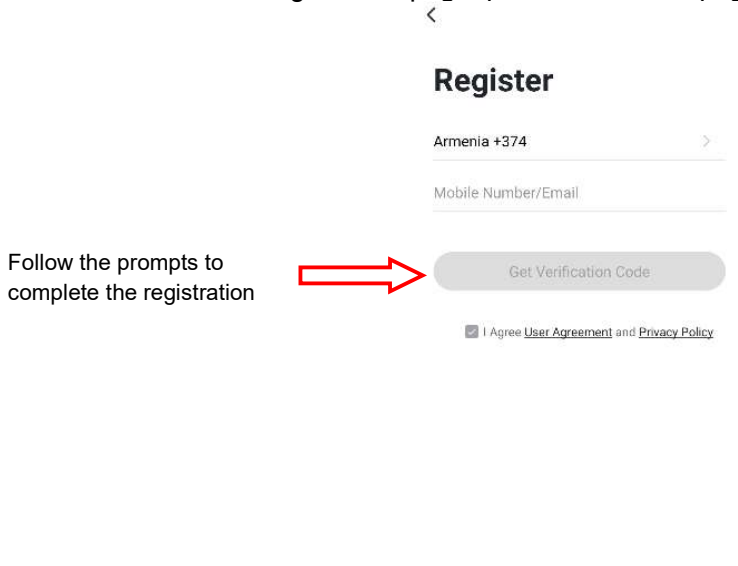 Register
Armenia +374
Mobile Number/Email
Follow the prompts to
complete the registration
Get Verification Code
I Agree User Agreement and Privacy Policy